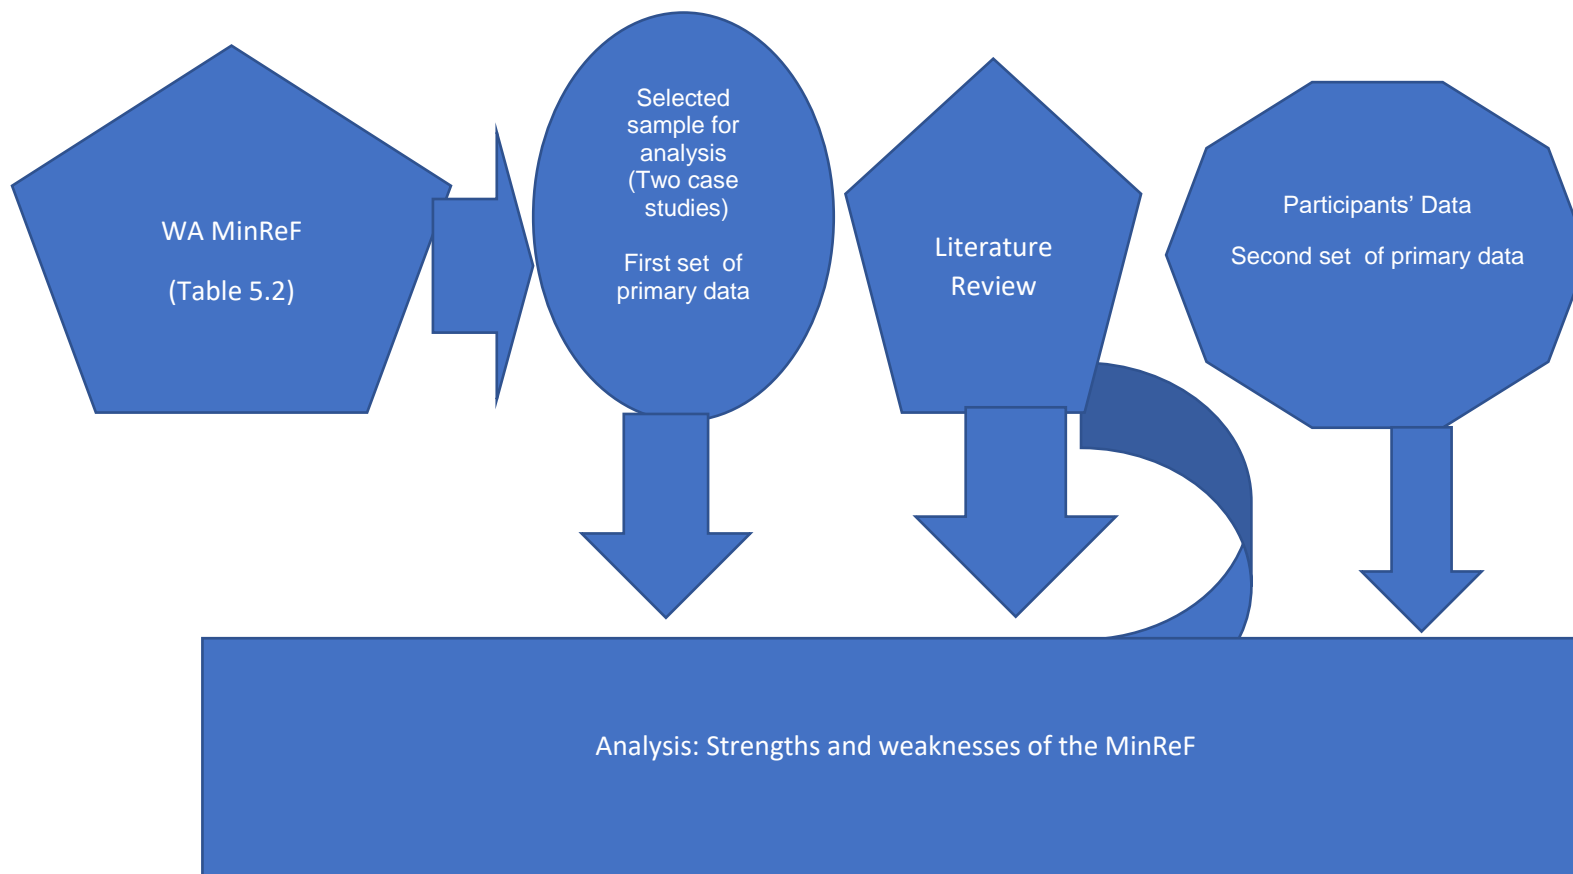 WA MinReF
(Table 5.2)
Selected
sample for
analysis
(Two case
studies)
First set  of
primary data
Literature
Review
Participants’ Data
Second set  of primary data
Analysis: Strengths and weaknesses of the MinReF